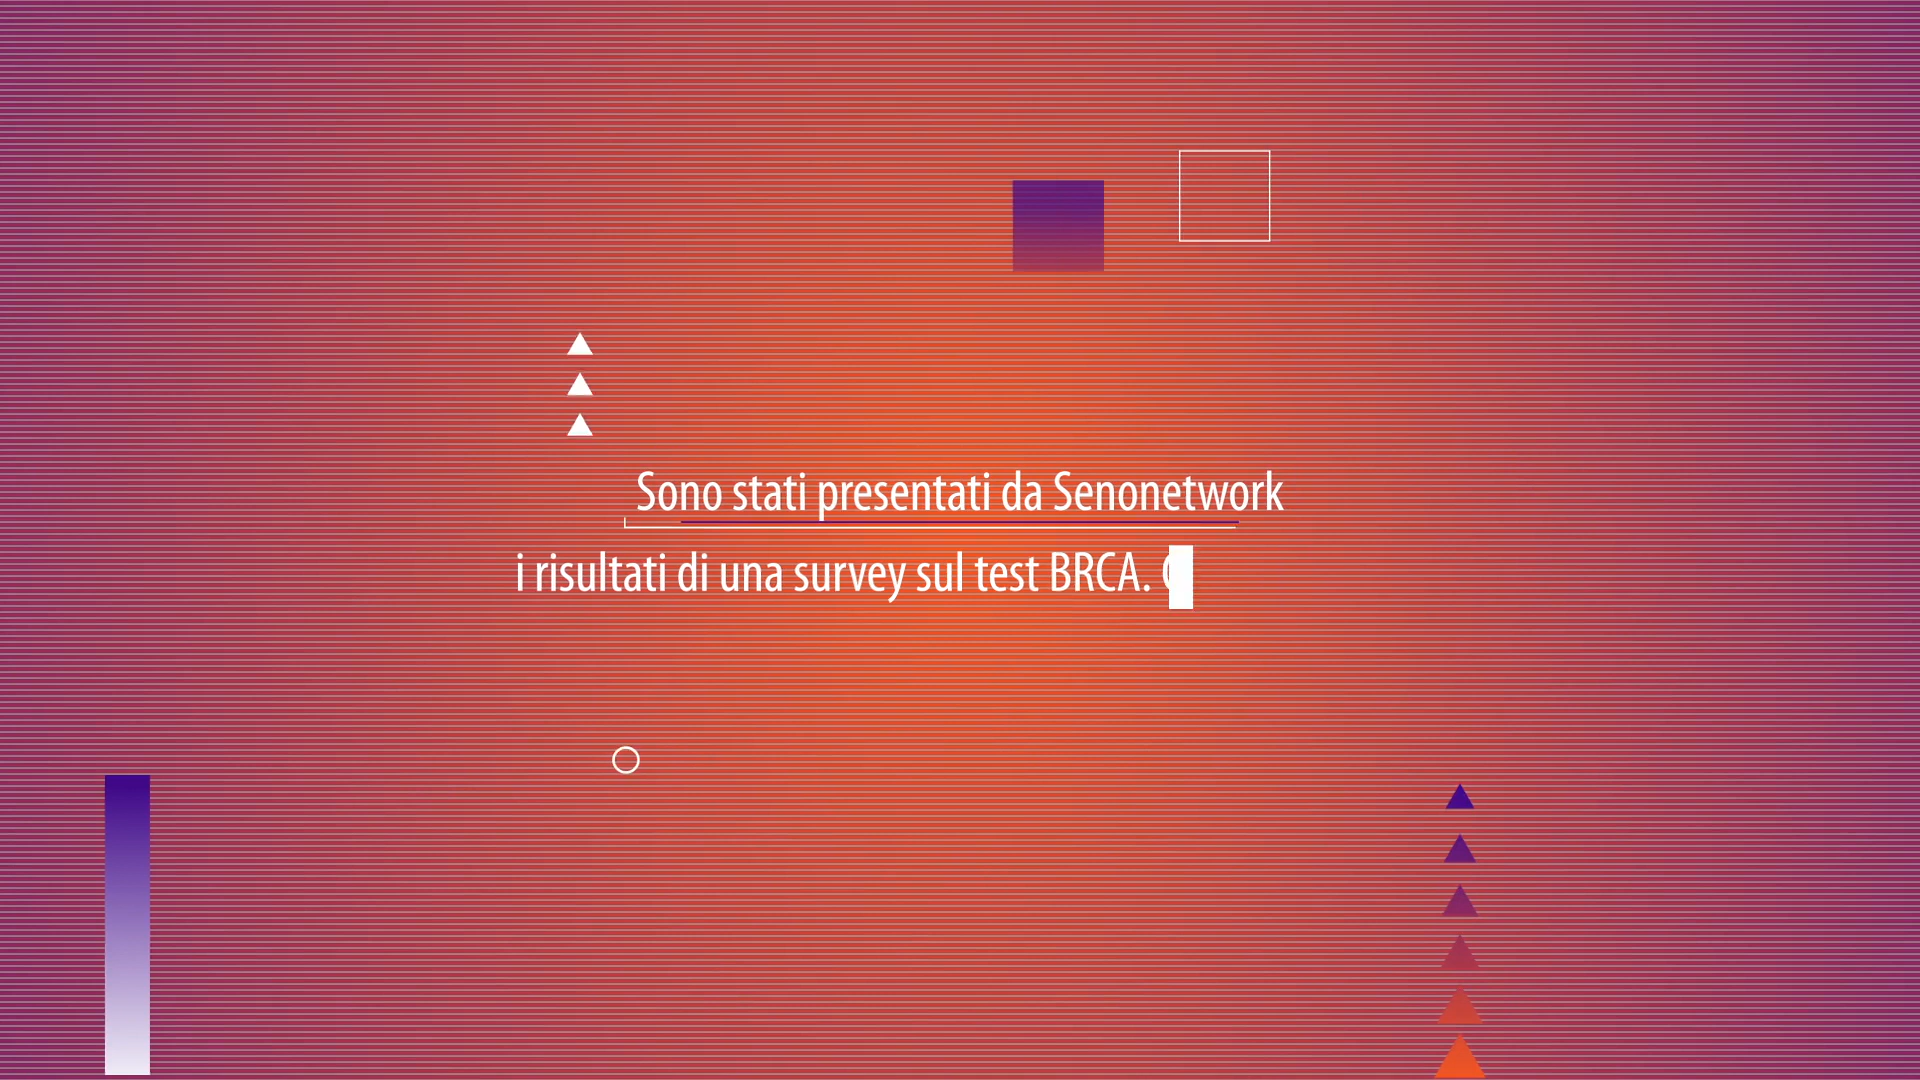 Sono stati presentati da Senonetwork
i risultati di una survey sul test BRCA.